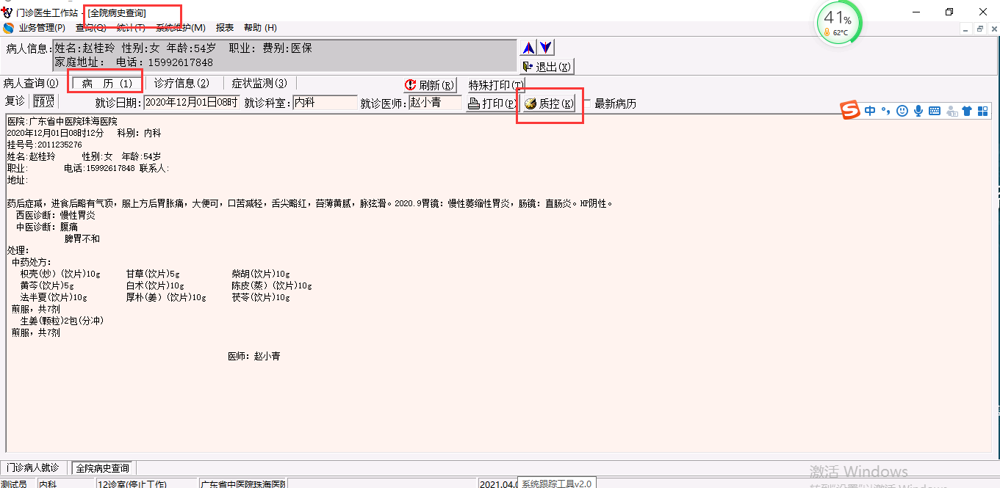 门诊医生工作站 - [全院病史查询]
业务管理(P) 查询(Q) 统计(T) 系统维护(M) 报表 帮助 (H)
41%
62℃
病人信息: 姓名:赵桂玲 性别:女 年龄:54岁 职业: 费别:医保
家庭地址: 电话: 15992617848
退出(X)
病人查询(0) 病 历 (1) 诊疗信息(2) 症状监测(3) 刷新(R) 特殊打印(T)
复诊 预览 就诊日期: 2020年12月01日08时 就诊科室: 内科 就诊医师: 赵小青 打印(P) 质控(K) 最新病历
中
医院:广东省中医院珠海医院
2020年12月01日08时12分 科别: 内科
挂号号:2011235276
姓名:赵桂玲 性别:女 年龄:54岁
职业: 电话:15992617848 联系人:
地址:
药后症减，进食后略有气顶，服上方后胃胀痛，大便可，口苦减轻，舌尖略红，苔薄黄腻，脉弦滑。2020.9胃镜: 慢性萎缩性胃炎，肠镜: 直肠炎。HP阴性。
西医诊断: 慢性胃炎
中医诊断: 腹痛
脾胃不和
处理:
中药处方:
枳壳(炒) (饮片)10g 甘草(饮片)5g 柴胡(饮片)10g
黄芩(饮片)5g 白术(饮片)10g 陈皮(蒸) (饮片)10g
法半夏(饮片)10g 厚朴(姜) (饮片)10g 茯苓(饮片)10g
煎服，共7剂
生姜(颗粒)2包(分冲)
煎服，共7剂
医师: 赵小青
门诊病人就诊 全院病史查询
激活 Windows
转到"设置"以激活 Windows
测试员 内科 12诊室(停止工作) 广东省中医院珠海医院 2021.04.0 系统跟踪工具v2.0